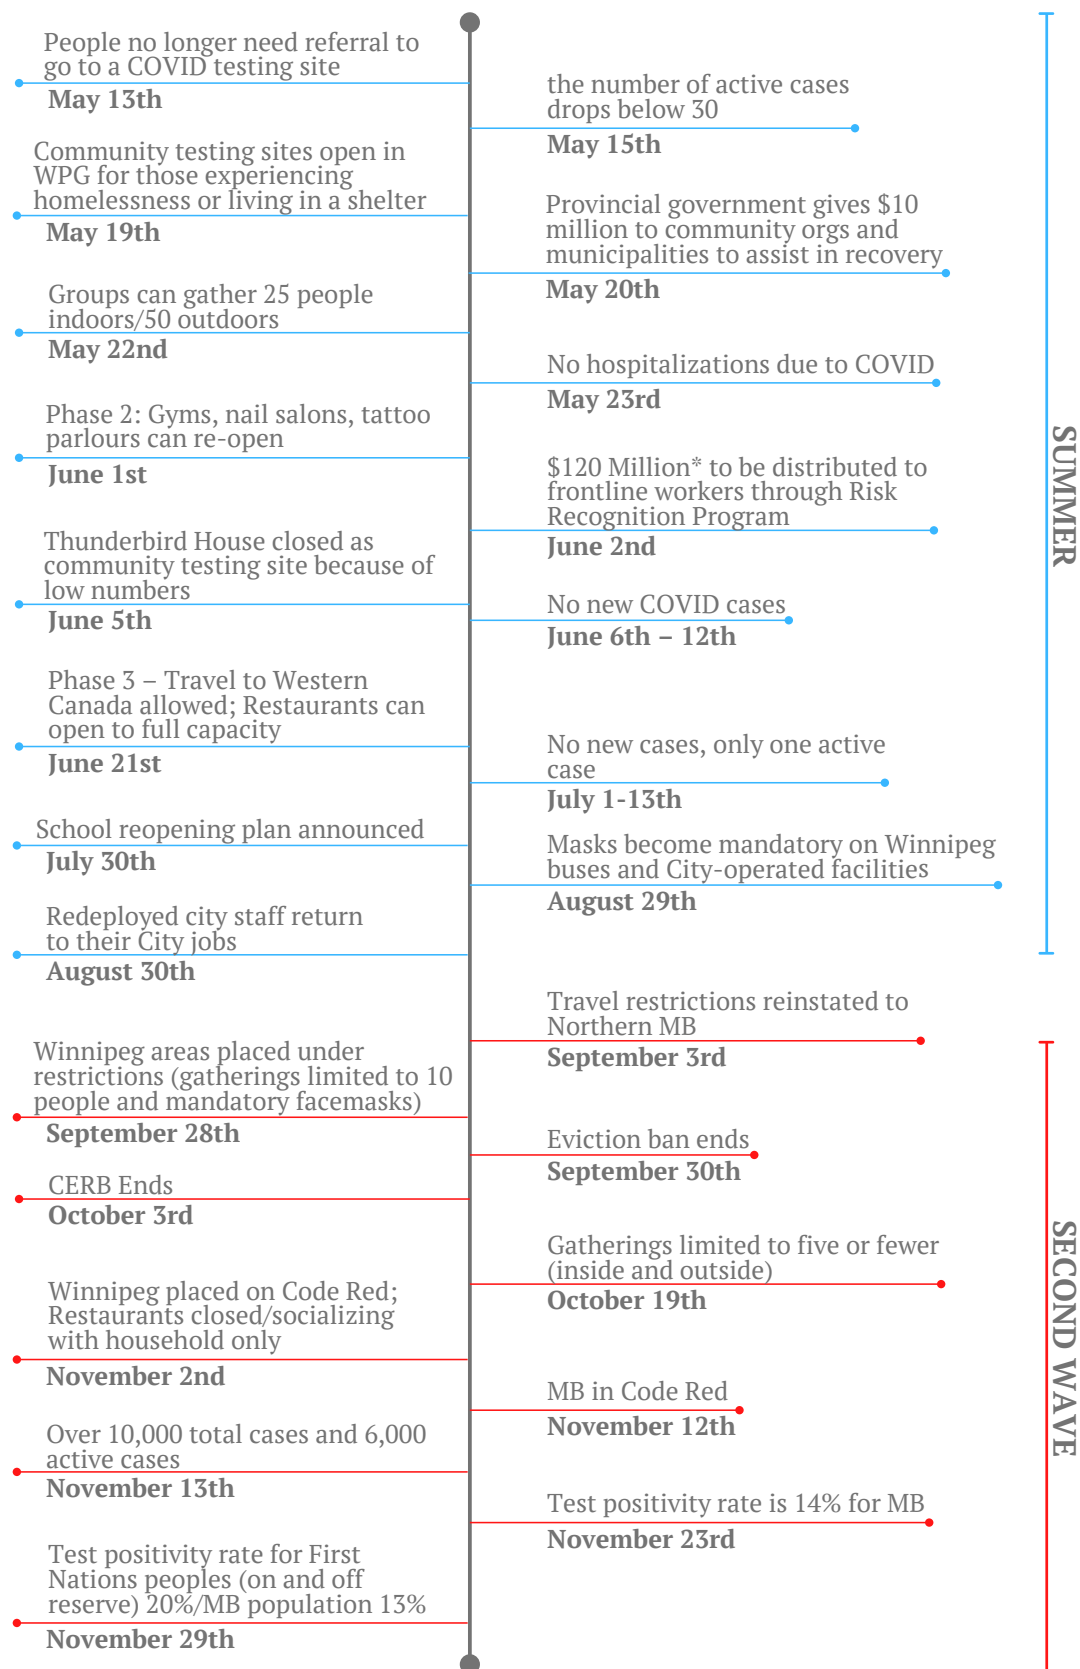 People no longer need referral to
go to a COVID testing site
May 13th
the number of active cases
drops below 30
May 15th
Community testing sites open in
WPG for those experiencing
homelessness or living in a shelter
May 19th
Provincial government gives $10
million to community orgs and
municipalities to assist in recovery
May 20th
Groups can gather 25 people
indoors/50 outdoors
May 22nd
No hospitalizations due to COVID
May 23rd
Phase 2: Gyms, nail salons, tattoo
parlours can re-open
June 1st
$120 Million* to be distributed to
frontline workers through Risk
Recognition Program
June 2nd
Thunderbird House closed as
community testing site because of
low numbers
June 5th
No new COVID cases
June 6th – 12th
Phase 3 – Travel to Western
Canada allowed; Restaurants can
open to full capacity
June 21st
No new cases, only one active
case
July 1-13th
School reopening plan announced
July 30th
Masks become mandatory on Winnipeg
buses and City-operated facilities
August 29th
Redeployed city staff return
to their City jobs
August 30th
SUMMER
Travel restrictions reinstated to
Northern MB
September 3rd
Winnipeg areas placed under
restrictions (gatherings limited to 10
people and mandatory facemasks)
September 28th
Eviction ban ends
September 30th
CERB Ends
October 3rd
Gatherings limited to five or fewer
(inside and outside)
October 19th
Winnipeg placed on Code Red;
Restaurants closed/socializing
with household only
November 2nd
MB in Code Red
November 12th
Over 10,000 total cases and 6,000
active cases
November 13th
Test positivity rate is 14% for MB
November 23rd
Test positivity rate for First
Nations peoples (on and off
reserve) 20%/MB population 13%
November 29th
SECOND WAVE